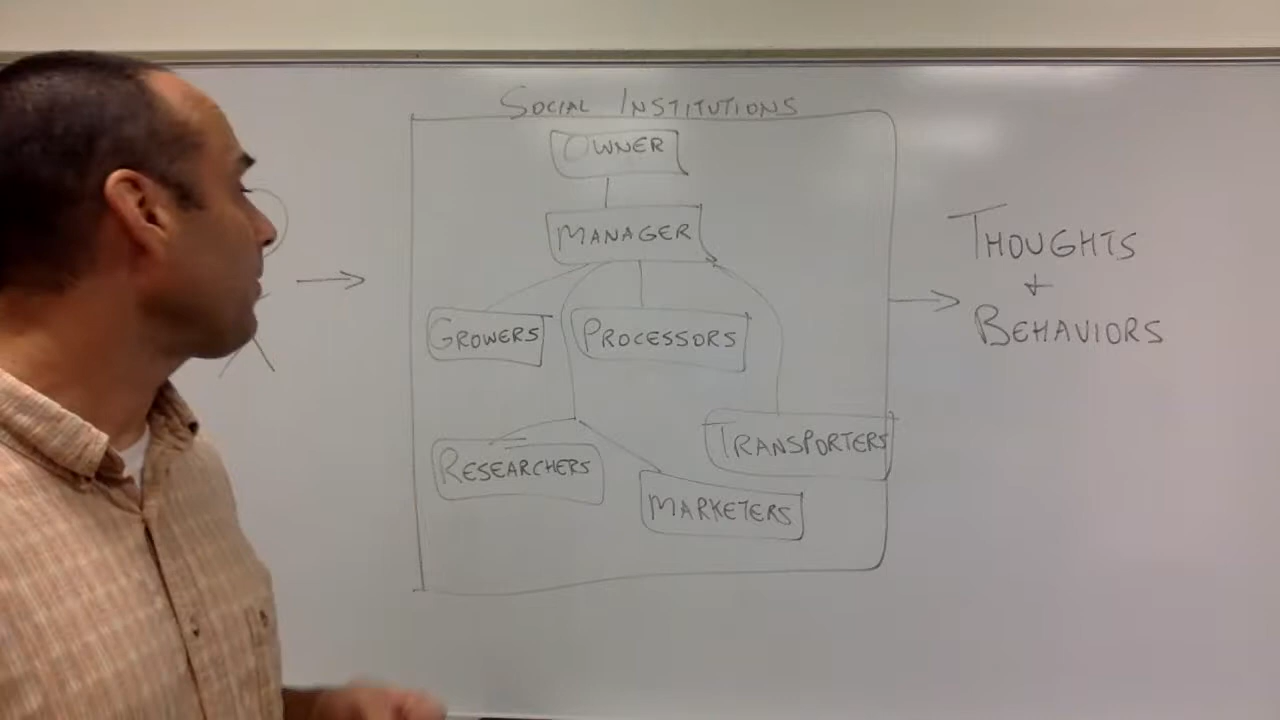 SOCIAL INSTITUTIONS
OWNER
MANAGER
GROWERS
PROCESSORS
RESEARCHERS
MARKETERS
TRANSPORTERS
THOUGHTS
+
BEHAVIORS